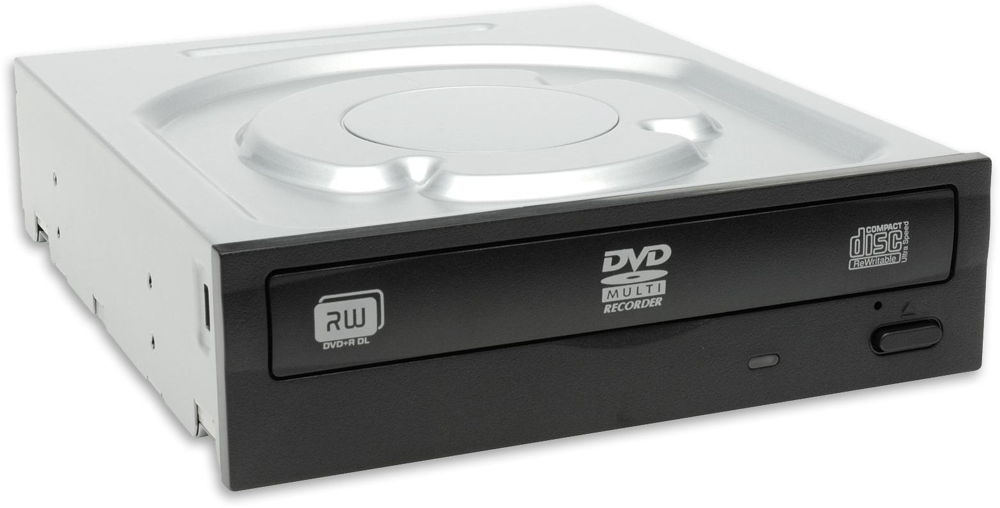 RW
DVD+R DL
DVD
MULTI
RECORDER
COMPACT
disc
ReWritable
Ultra Speed